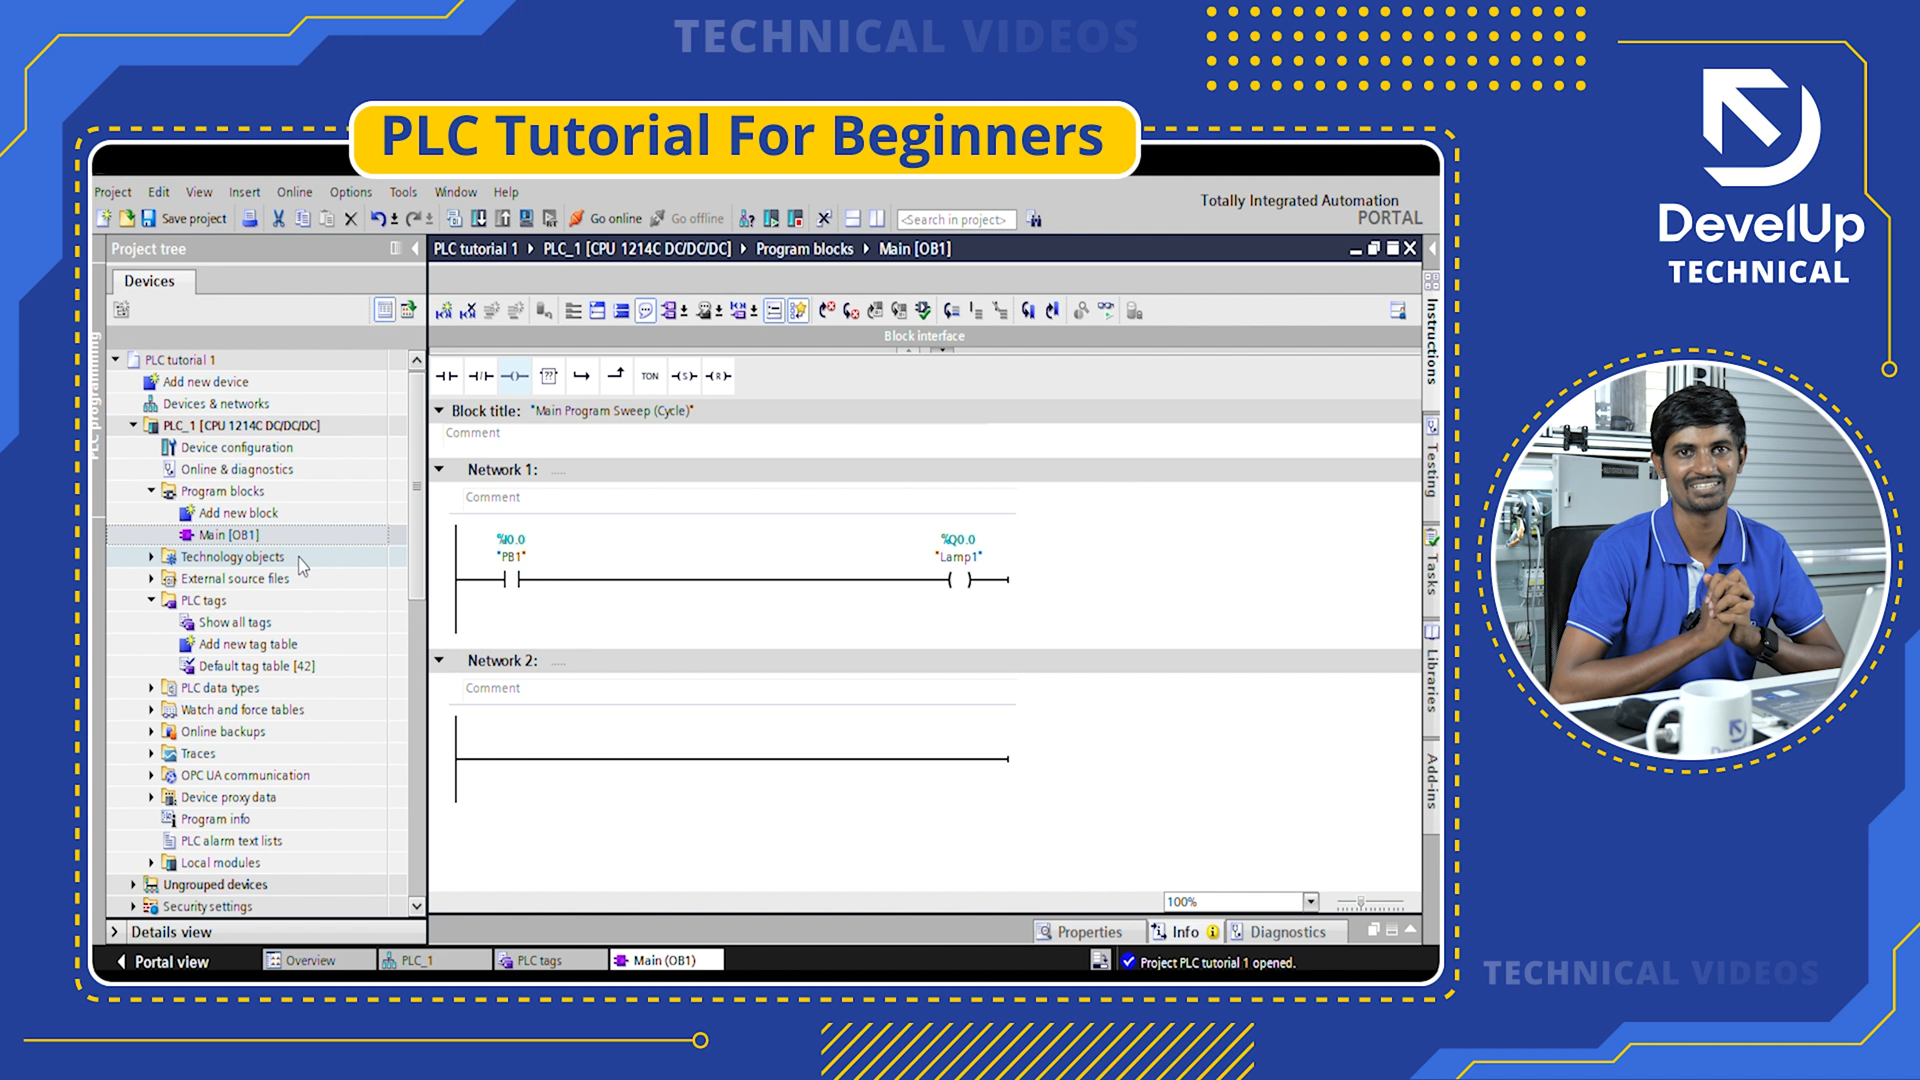 TECHNICAL VIDEOS
PLC Tutorial For Beginners
DevelUp
TECHNICAL
Project Edit View Insert Online Options Tools Window Help
Totally Integrated Automation
PORTAL
Save project Go online Go offline <Search in project>
Project tree
PLC tutorial 1 PLC_1 [CPU 1214C DC/DC/DC] Program blocks Main [OB1]
Devices
Block interface
PLC programming
PLC tutorial 1
Add new device
Devices & networks
PLC_1 [CPU 1214C DC/DC/DC]
Device configuration
Online & diagnostics
Program blocks
Add new block
Main [OB1]
Technology objects
External source files
PLC tags
Show all tags
Add new tag table
Default tag table [42]
PLC data types
Watch and force tables
Online backups
Traces
OPC UA communication
Device proxy data
Program info
PLC alarm text lists
Local modules
Ungrouped devices
Security settings
Details view
?? TON (S) (R)
Block title: "Main Program Sweep (Cycle)"
Comment
Network 1: .....
Comment
%I0.0
"PB1"
%Q0.0
"Lamp1"
Network 2: .....
Comment
100%
Instructions
Testing
Tasks
Libraries
Add-ins
Properties Info Diagnostics
Portal view Overview PLC_1 PLC tags Main (OB1)
Project PLC tutorial 1 opened.
TECHNICAL VIDEOS